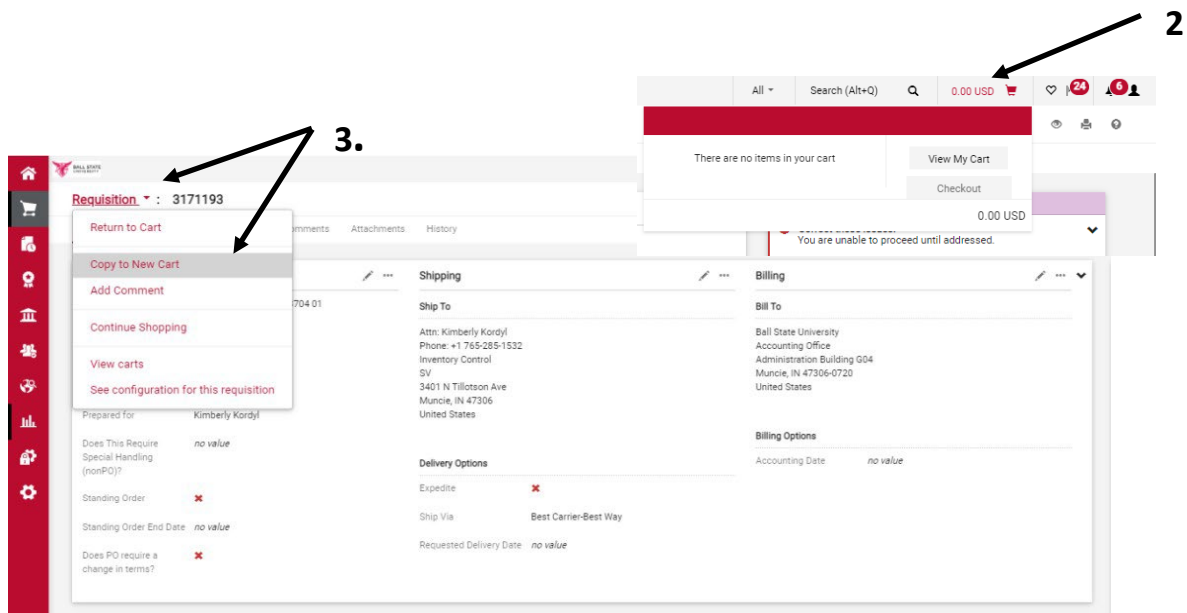 2
All
Search (Alt+Q)
0.00 USD
24
6
There are no items in your cart
View My Cart
Checkout
0.00 USD
You are unable to proceed until addressed.
3.
BALL STATE
UNIVERSITY
Requisition : 3171193
Return to Cart
Attachments
History
Copy to New Cart
Add Comment
Continue Shopping
View carts
See configuration for this requisition
704 01
Prepared for Kimberly Kordyl
Does This Require no value
Special Handling
(nonPO)?
Standing Order
Standing Order End Date no value
Does PO require a
change in terms?
Shipping
Ship To
Attn: Kimberly Kordyl
Phone: +1 765-285-1532
Inventory Control
SV
3401 N Tillotson Ave
Muncie, IN 47306
United States
Delivery Options
Expedite
Ship Via Best Carrier-Best Way
Requested Delivery Date no value
Billing
Bill To
Ball State University
Accounting Office
Administration Building G04
Muncie, IN 47306-0720
United States
Billing Options
Accounting Date no value